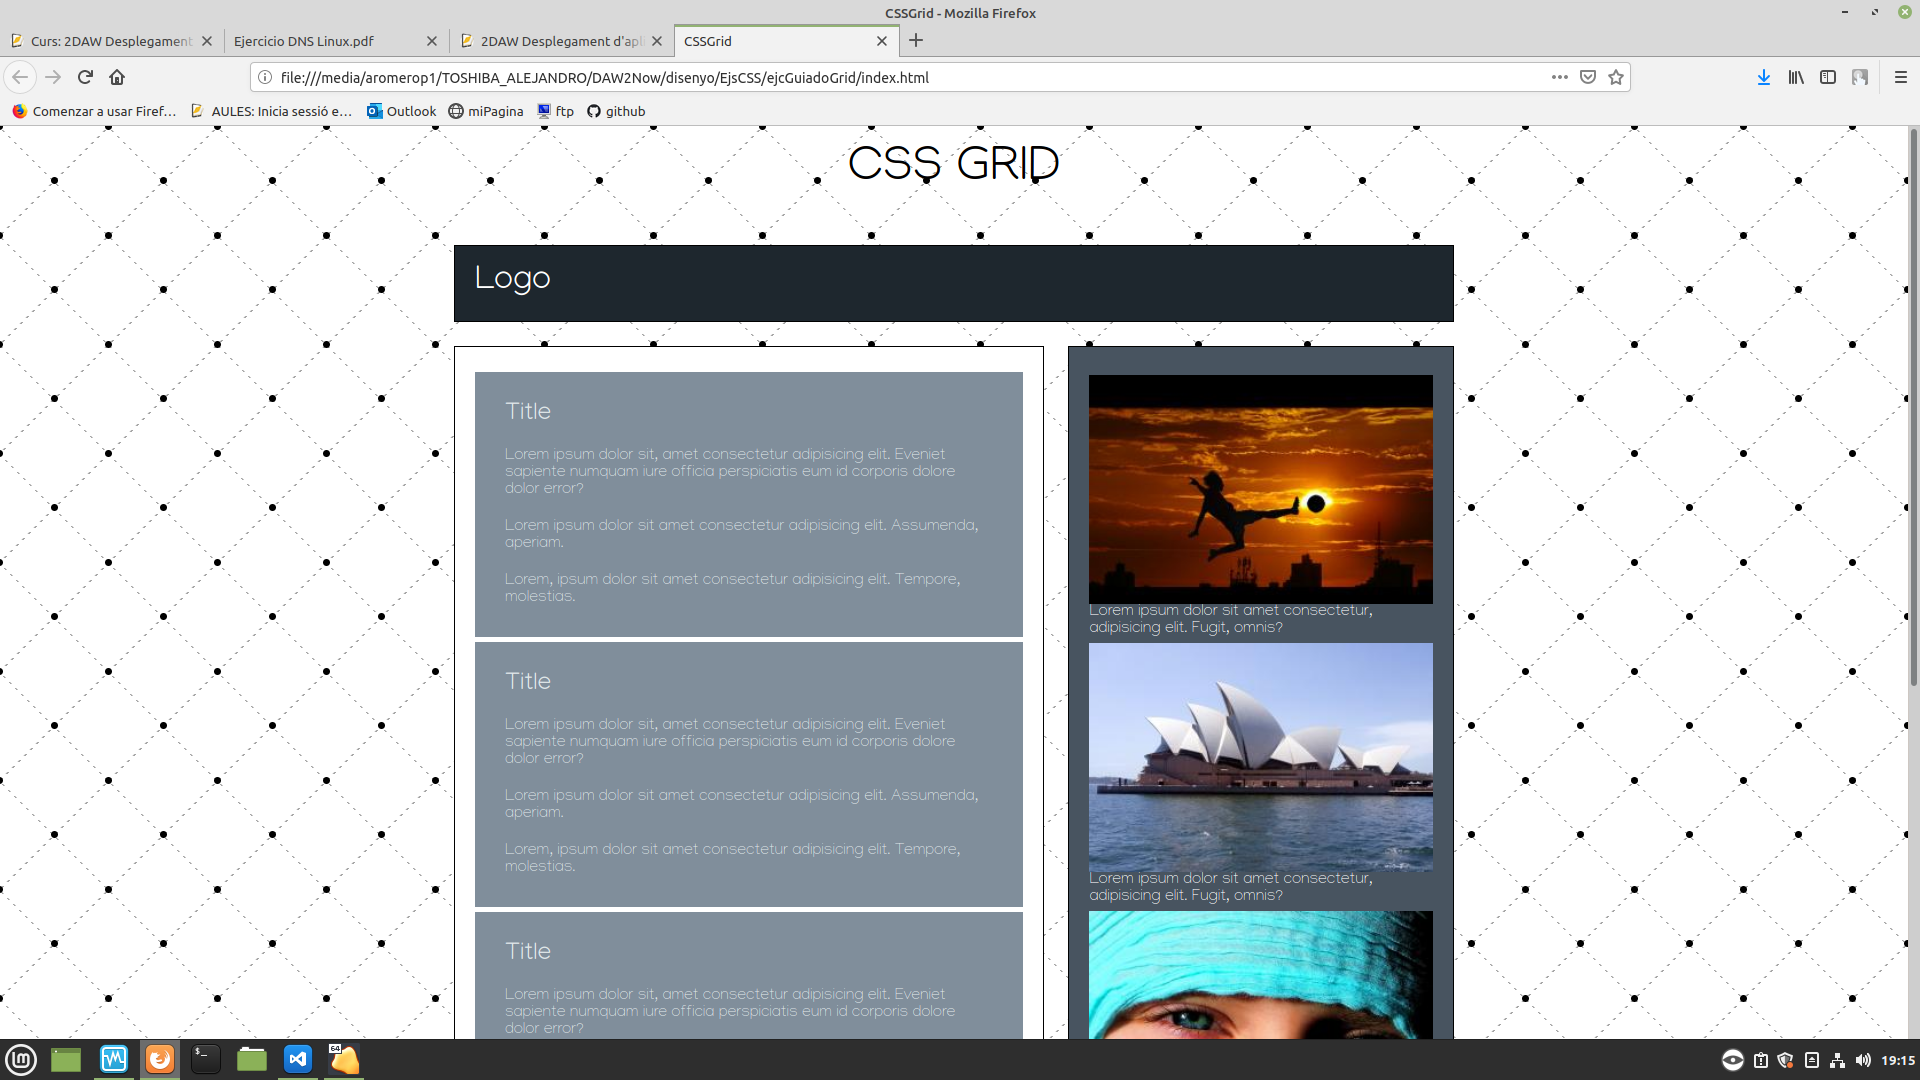 CSSGrid - Mozilla Firefox
Curs: 2DAW Desplegament
Ejercicio DNS Linux.pdf
2DAW Desplegament d'apl
CSSGrid
file:///media/aromerop1/TOSHIBA_ALEJANDRO/DAW2Now/disenyo/EjsCSS/ejcGuiadoGrid/index.html
Comenzar a usar Firef…
AULES: Inicia sessió e…
Outlook
miPagina
ftp
github
CSS GRID
Logo
Title
Lorem ipsum dolor sit, amet consectetur adipisicing elit. Eveniet
sapiente numquam iure officia perspiciatis eum id corporis dolore
dolor error?
Lorem ipsum dolor sit amet consectetur adipisicing elit. Assumenda,
aperiam.
Lorem, ipsum dolor sit amet consectetur adipisicing elit. Tempore,
molestias.
Title
Lorem ipsum dolor sit, amet consectetur adipisicing elit. Eveniet
sapiente numquam iure officia perspiciatis eum id corporis dolore
dolor error?
Lorem ipsum dolor sit amet consectetur adipisicing elit. Assumenda,
aperiam.
Lorem, ipsum dolor sit amet consectetur adipisicing elit. Tempore,
molestias.
Title
Lorem ipsum dolor sit, amet consectetur adipisicing elit. Eveniet
sapiente numquam iure officia perspiciatis eum id corporis dolore
dolor error?
Lorem ipsum dolor sit amet consectetur,
adipisicing elit. Fugit, omnis?
Lorem ipsum dolor sit amet consectetur,
adipisicing elit. Fugit, omnis?
64
19:15